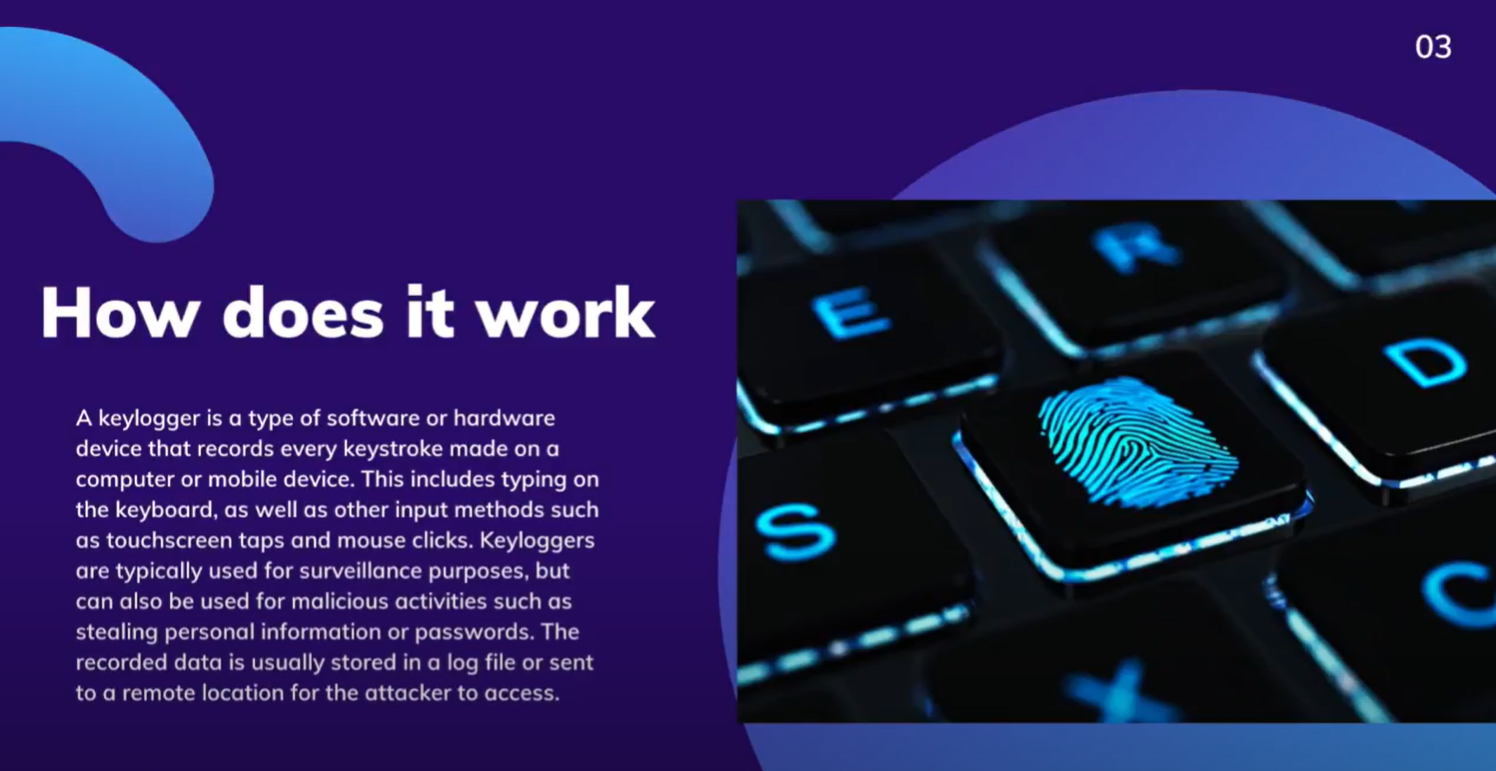 03
How does it work
A keylogger is a type of software or hardware
device that records every keystroke made on a
computer or mobile device. This includes typing on
the keyboard, as well as other input methods such
as touchscreen taps and mouse clicks. Keyloggers
are typically used for surveillance purposes, but
can also be used for malicious activities such as
stealing personal information or passwords. The
recorded data is usually stored in a log file or sent
to a remote location for the attacker to access.
E R
D
S
C
X